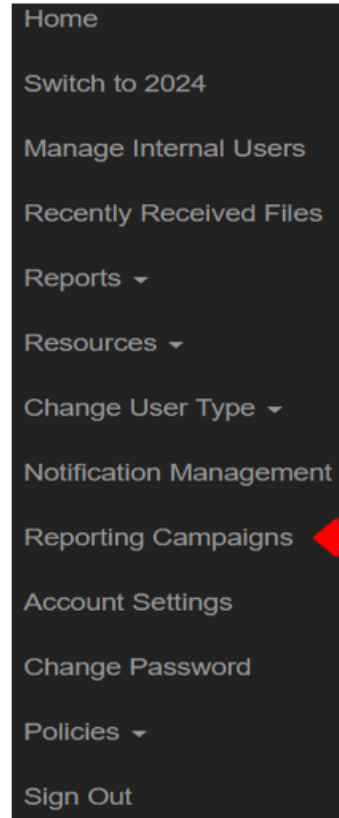 Home
Switch to 2024
Manage Internal Users
Recently Received Files
Reports
Resources
Change User Type
Notification Management
Reporting Campaigns
Account Settings
Change Password
Policies
Sign Out